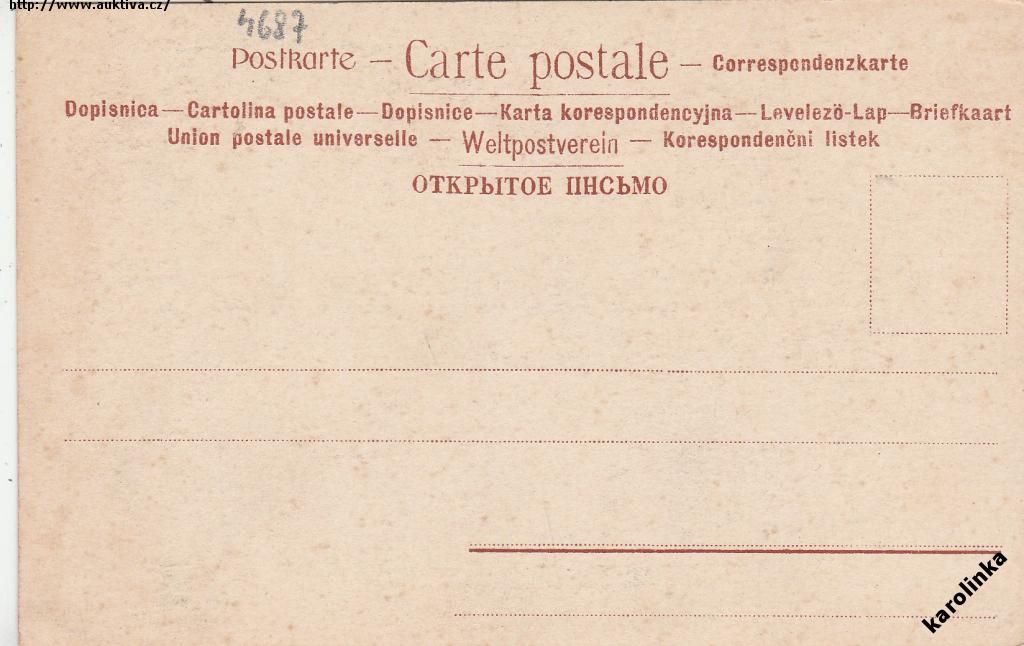 http://www.auktiva.cz/
4687
Postkarte — Carte postale — Correspondenzkarte
Dopisnica—Cartolina postale—Dopisnice—Karta korespondencyjna—Levelező-Lap—Briefkaart
Union postale universelle — Weltpostverein — Korespondenčni listek
ОТКРЫТОЕ ПИСЬМО
karolinka